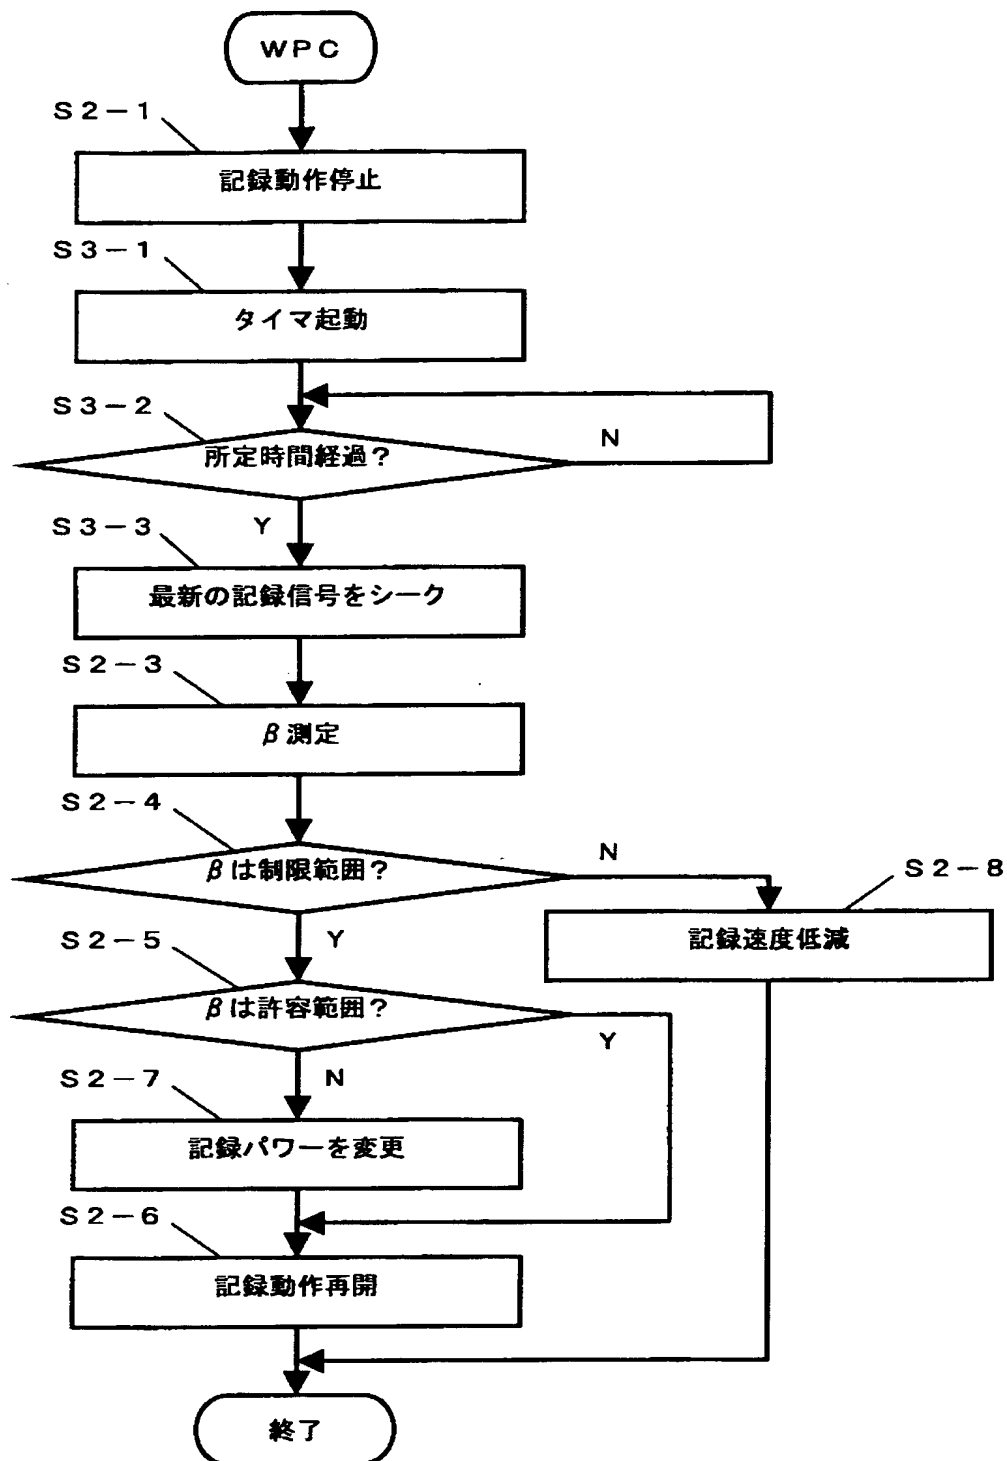 WPC
S2-1
記録動作停止
S3-1
タイマ起動
S3-2
所定時間経過?
N
Y
S3-3
最新の記録信号をシーク
S2-3
β測定
S2-4
βは制限範囲?
N
S2-8
記録速度低減
Y
S2-5
βは許容範囲?
Y
N
S2-7
記録パワーを変更
S2-6
記録動作再開
終了